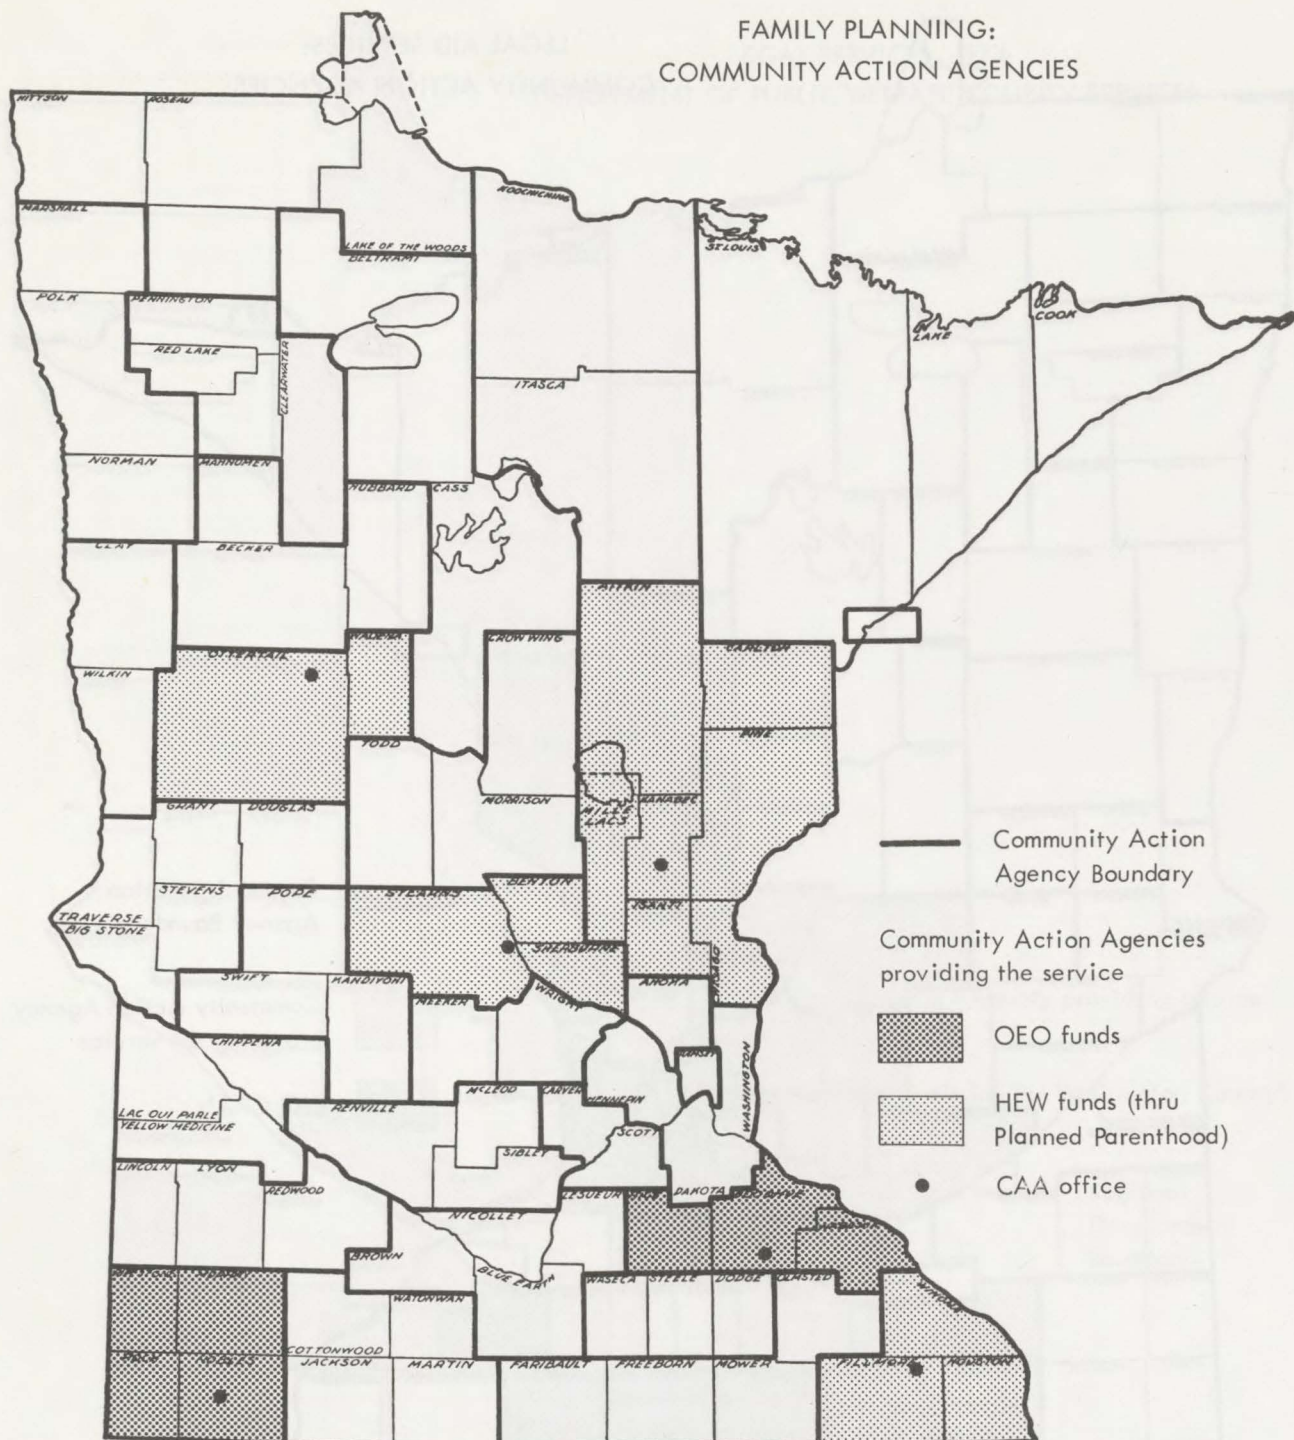 FAMILY PLANNING:
COMMUNITY ACTION AGENCIES
KITTSON
ROSEAU
KOOCHICHING
MARSHALL
LAKE OF THE WOODS
BELTRAMI
ST. LOUIS
LAKE
COOK
POLK
PENNINGTON
RED LAKE
CLEARWATER
ITASCA
NORMAN
MAHNOMEN
HUBBARD
CASS
CLAY
BECKER
AITKIN
WADENA
CROW WING
CARLTON
OTTERTAIL
WILKIN
PINE
TODD
GRANT
DOUGLAS
MORRISON
MILLE
LACS
KANABEC
Community Action
Agency Boundary
STEVENS
POPE
STEARNS
BENTON
ISANTI
TRAVERSE
BIG STONE
SHERBURNE
CHISAGO
Community Action Agencies
providing the service
SWIFT
KANDIYOHI
MEEKER
WRIGHT
ANOKA
OEO funds
CHIPPEWA
RAMSEY
WASHINGTON
RENVILLE
MCLEOD
CARVER
HENNEPIN
HEW funds (thru
Planned Parenthood)
LAC QUI PARLE
YELLOW MEDICINE
SCOTT
SIBLEY
LINCOLN
LYON
REDWOOD
LESUEUR
RICE
DAKOTA
GOODHUE
CAA office
NICOLLET
BROWN
BLUE EARTH
WASECA
STEELE
DODGE
OLMSTED
PIPESTONE
MURRAY
WINONA
WATONWAN
COTTONWOOD
ROCK
NOBLES
JACKSON
MARTIN
FARIBAULT
FREEBORN
MOWER
FILLMORE
HOUSTON